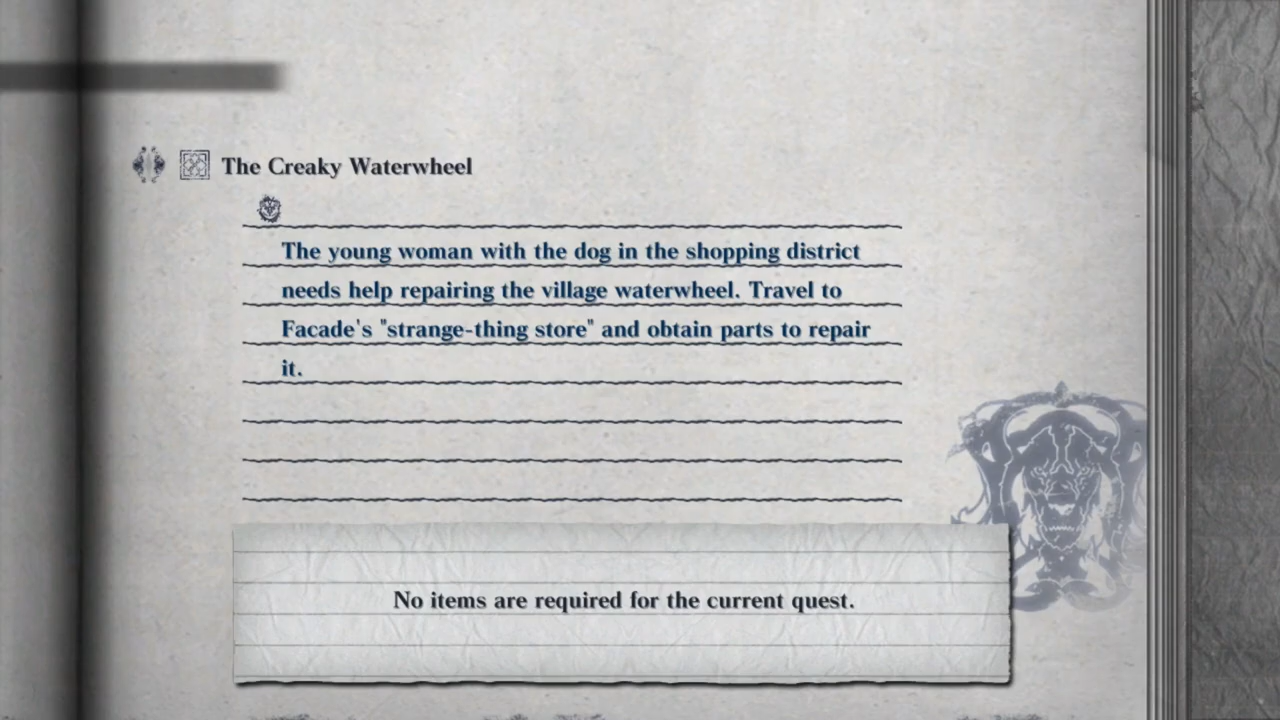 The Creaky Waterwheel
The young woman with the dog in the shopping district
needs help repairing the village waterwheel. Travel to
Facade's "strange-thing store" and obtain parts to repair
it.
No items are required for the current quest.